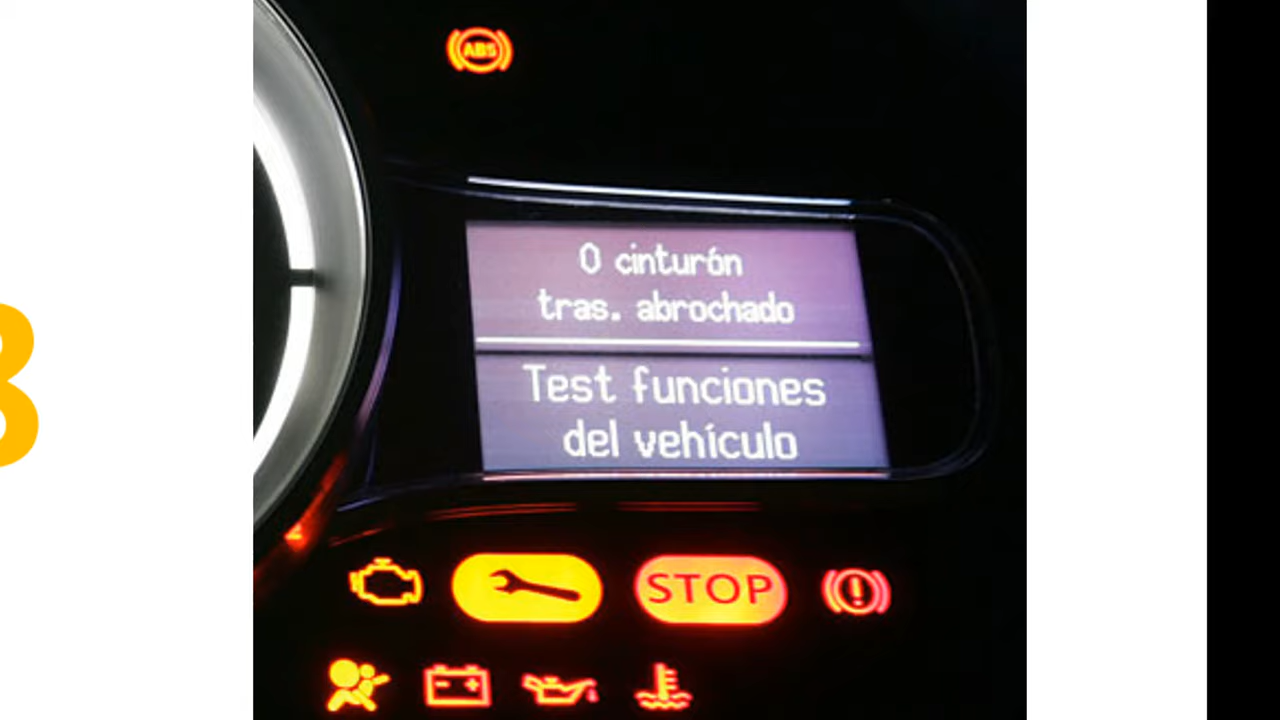 ABS
0 cinturón
tras. abrochado
Test funciones
del vehículo
STOP